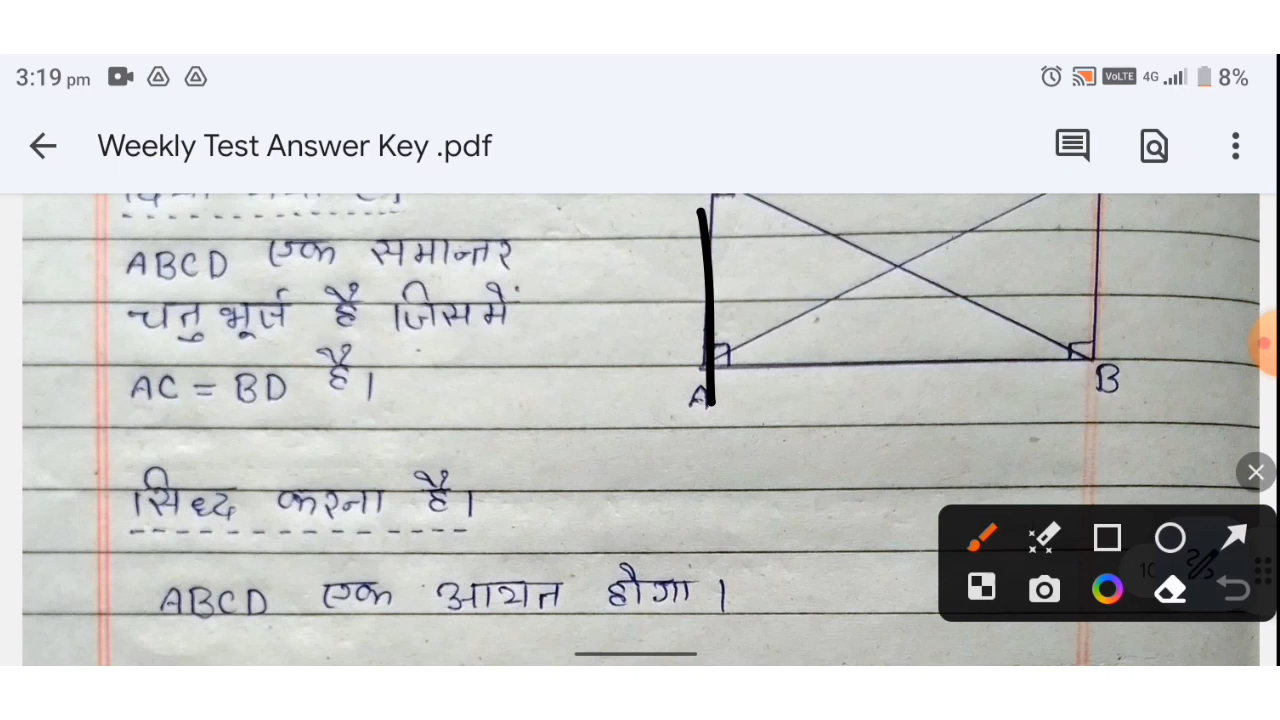 3:19 pm
VoLTE 4G 8%
Weekly Test Answer Key .pdf
ABCD एक समान्तर
चतुर्भूज है जिसमें
AC = BD है।
A
B
सिध्द करना है।
ABCD एक आयत होगा।